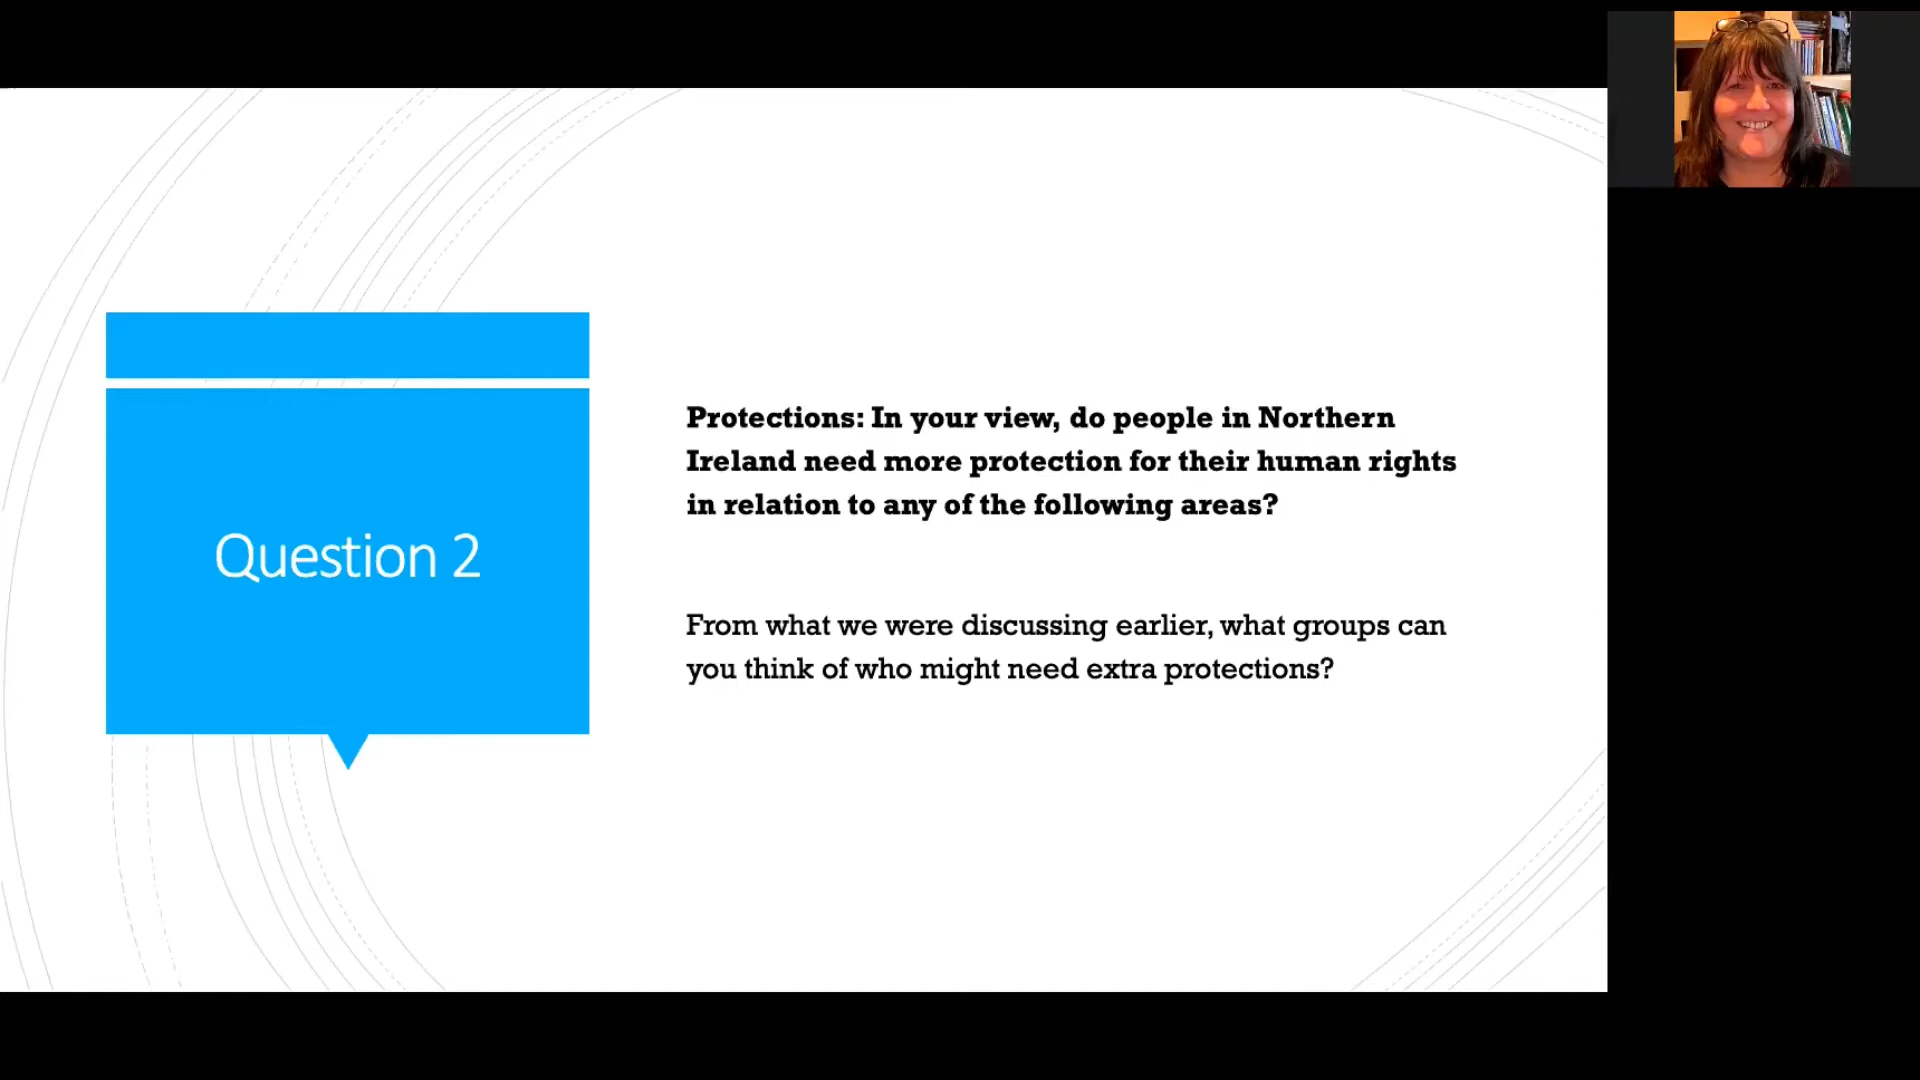 Question 2
Protections: In your view, do people in Northern
Ireland need more protection for their human rights
in relation to any of the following areas?
From what we were discussing earlier, what groups can
you think of who might need extra protections?